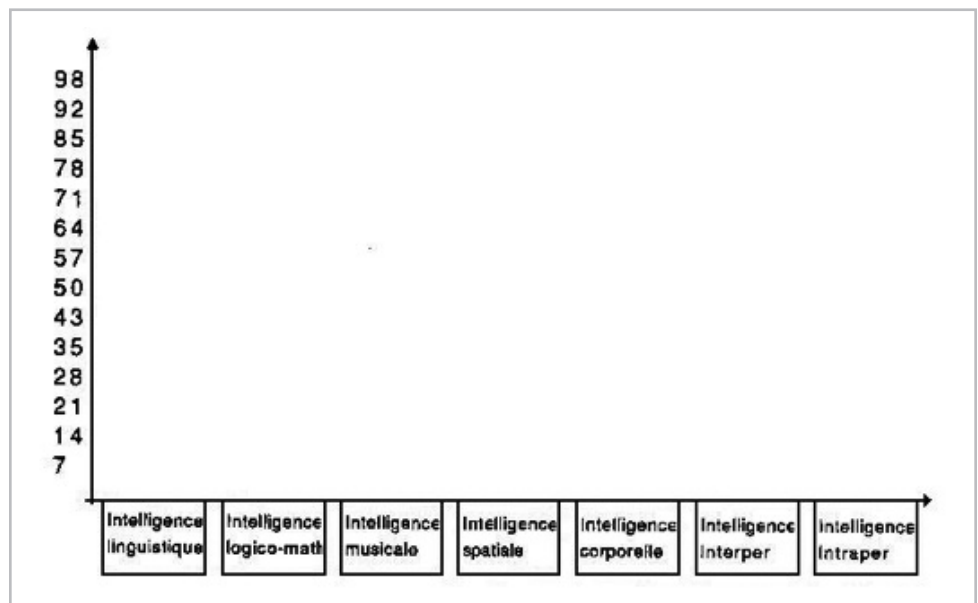 98
92
85
78
71
64
57
50
43
35
28
21
14
7
Intelligence
linguistique
Intelligence
logico-math
Intelligence
musicale
Intelligence
spatiale
Intelligence
corporelle
Intelligence
Interper
Intelligence
Intraper